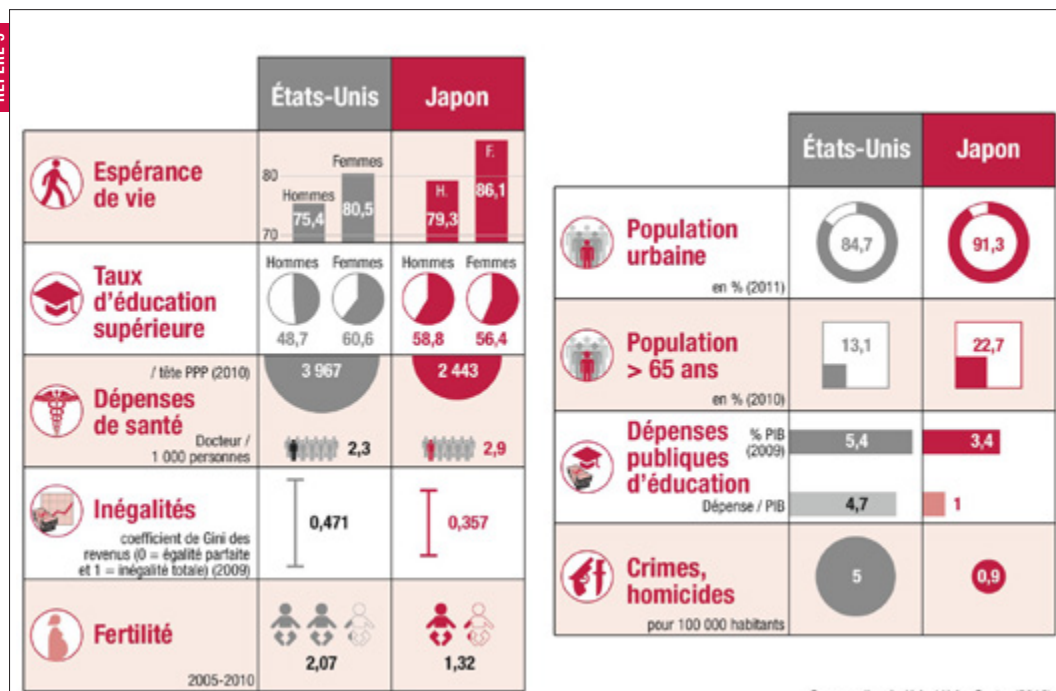 États-Unis
Japon
Espérance
de vie
80
70
Hommes
75,4
Femmes
80,5
H.
79,3
F.
86,1
Taux
d'éducation
supérieure
Hommes
Femmes
Hommes
Femmes
48,7
60,6
58,8
56,4
/ tête PPP (2010)
Dépenses
de santé
Docteur /
1 000 personnes
3 967
2 443
2,3
2,9
Inégalités
coefficient de Gini des
revenus (0 = égalité parfaite
et 1 = inégalité totale) (2009)
0,471
0,357
Fertilité
2005-2010
2,07
1,32
États-Unis
Japon
Population
urbaine
en % (2011)
84,7
91,3
Population
> 65 ans
en % (2010)
13,1
22,7
Dépenses
publiques
d'éducation
% PIB
(2009)
5,4
3,4
Dépense / PIB
4,7
1
Crimes,
homicides
pour 100 000 habitants
5
0,9